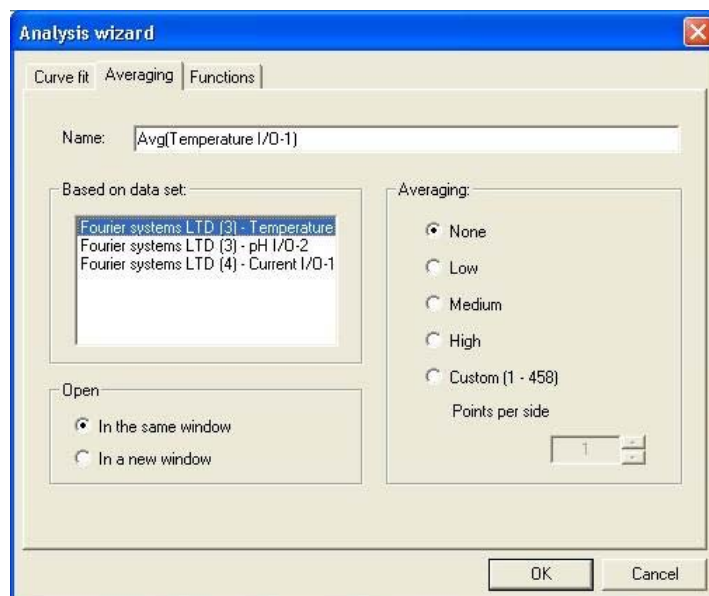 Analysis wizard
Curve fit Averaging Functions
Name: Avg(Temperature I/O-1)
Based on data set:
Fourier systems LTD (3) - Temperature
Fourier systems LTD (3) - pH I/O-2
Fourier systems LTD (4) - Current I/O-1
Open
In the same window
In a new window
Averaging:
None
Low
Medium
High
Custom (1 - 458)
Points per side
1
OK Cancel